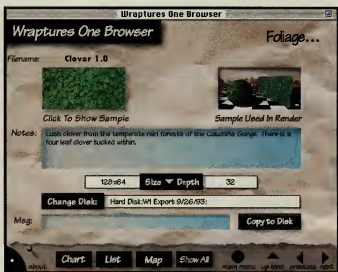 Wraptures One Browser
Wraptures One Browser
Foliage...
Filename:
Clover 1.0
Click To Show Sample
Sample Used In Render
Notes:
Lush clover from the temperate rain forests of the Columbia Gorge. There is a
four leaf clover tucked within.
128x64
Size
Depth
32
Change Disk:
Hard Disk:W1 Export 9/26/93:
Msg:
Copy to Disk
about
Chart
List
Map
Show All
main menu
up level
previous
next